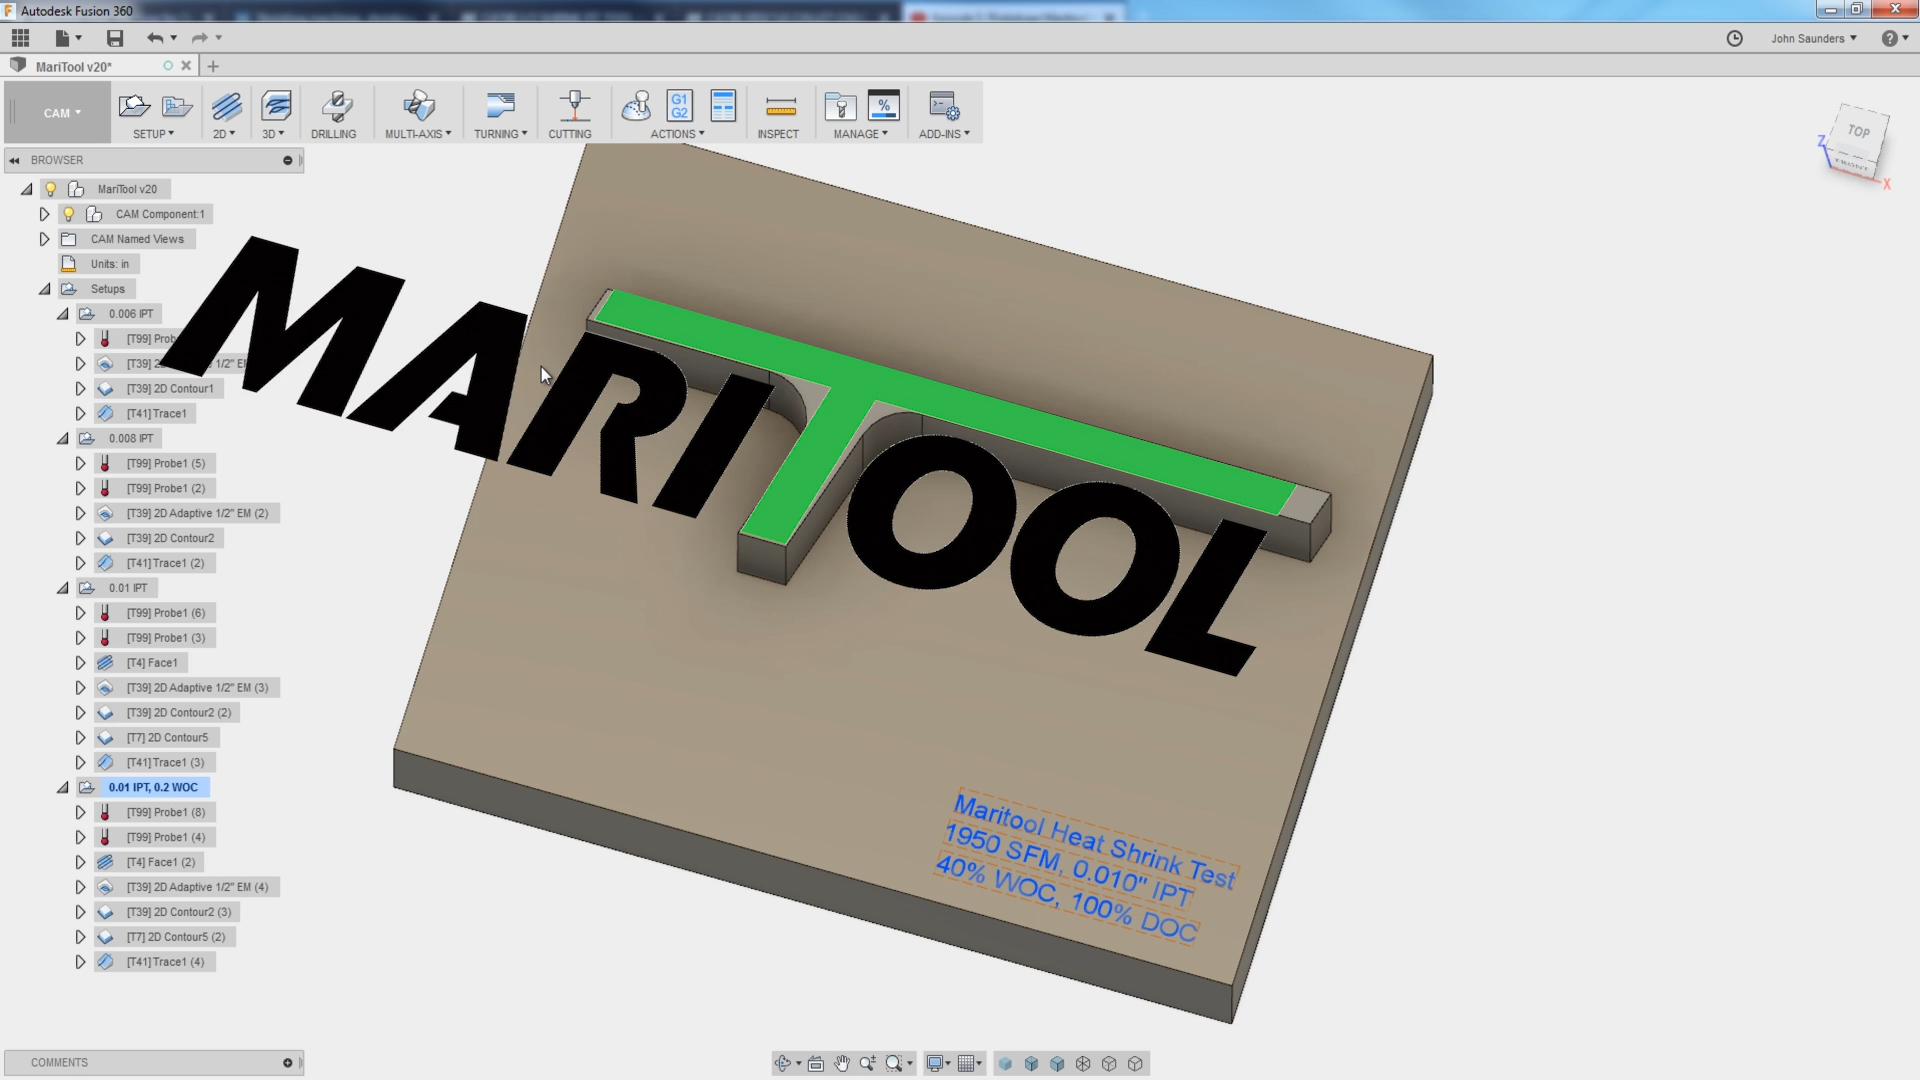 Autodesk Fusion 360
John Saunders
MariTool v20*
CAM
SETUP
2D
3D
DRILLING
MULTI-AXIS
TURNING
CUTTING
G1
G2
ACTIONS
INSPECT
%
MANAGE
ADD-INS
TOP
FRONT
Z
X
BROWSER
MariTool v20
CAM Component:1
CAM Named Views
Units: in
Setups
0.006 IPT
[T99] Prob
[T39] 2D
1/2" E
[T39] 2D Contour1
[T41] Trace1
0.008 IPT
[T99] Probe1 (5)
[T99] Probe1 (2)
[T39] 2D Adaptive 1/2" EM (2)
[T39] 2D Contour2
[T41] Trace1 (2)
0.01 IPT
[T99] Probe1 (6)
[T99] Probe1 (3)
[T4] Face1
[T39] 2D Adaptive 1/2" EM (3)
[T39] 2D Contour2 (2)
[T7] 2D Contour5
[T41] Trace1 (3)
0.01 IPT, 0.2 WOC
[T99] Probe1 (8)
[T99] Probe1 (4)
[T4] Face1 (2)
[T39] 2D Adaptive 1/2" EM (4)
[T39] 2D Contour2 (3)
[T7] 2D Contour5 (2)
[T41] Trace1 (4)
MARITOOL
Maritool Heat Shrink Test
1950 SFM, 0.010" IPT
40% WOC, 100% DOC
COMMENTS